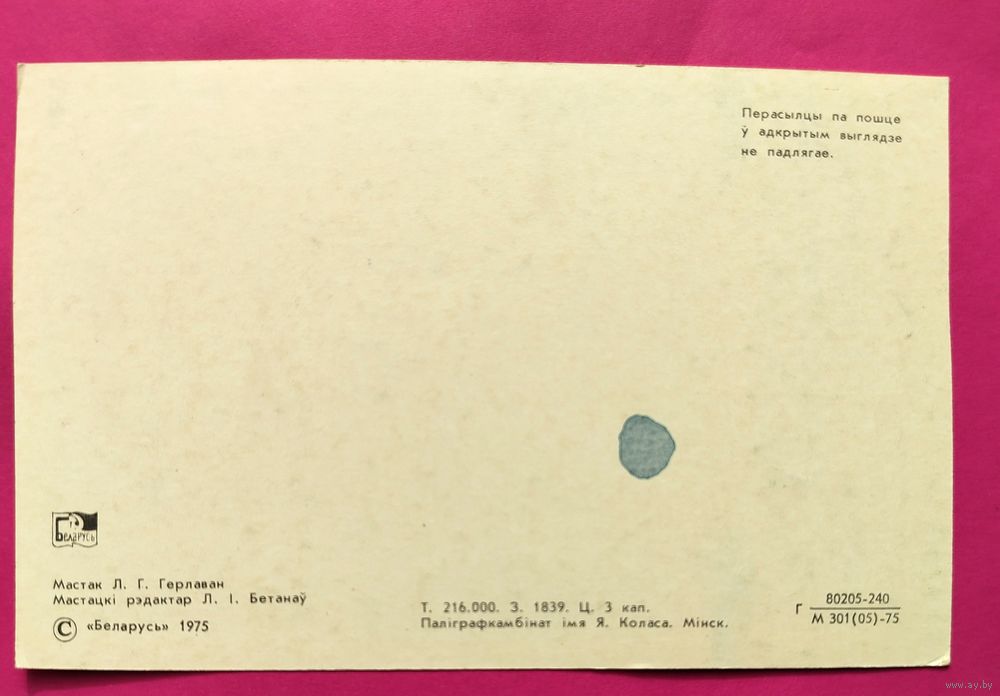 Перасылцы па пошце
ў адкрытым выглядзе
не падлягае.
Беларусь
Мастак Л. Г. Герлаван
Мастацкі рэдактар Л. І. Бетанаў
© «Беларусь» 1975
Т. 216.000. З. 1839. Ц. 3 кап.
Паліграфкамбінат імя Я. Коласа. Мінск.
Г 80205-240
М 301(05)-75
www.ay.by